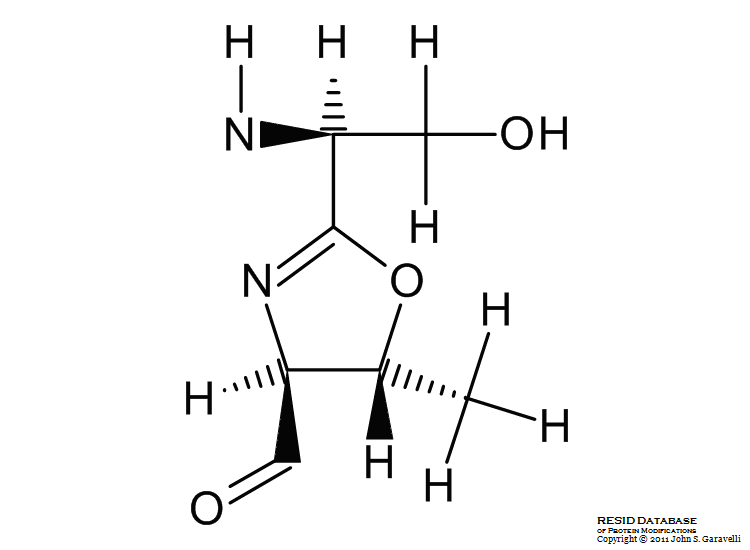 H H H
N OH
H
N O
H
H H
H H
O
RESID DATABASE
OF PROTEIN MODIFICATIONS
Copyright © 2011 John S. Garavelli